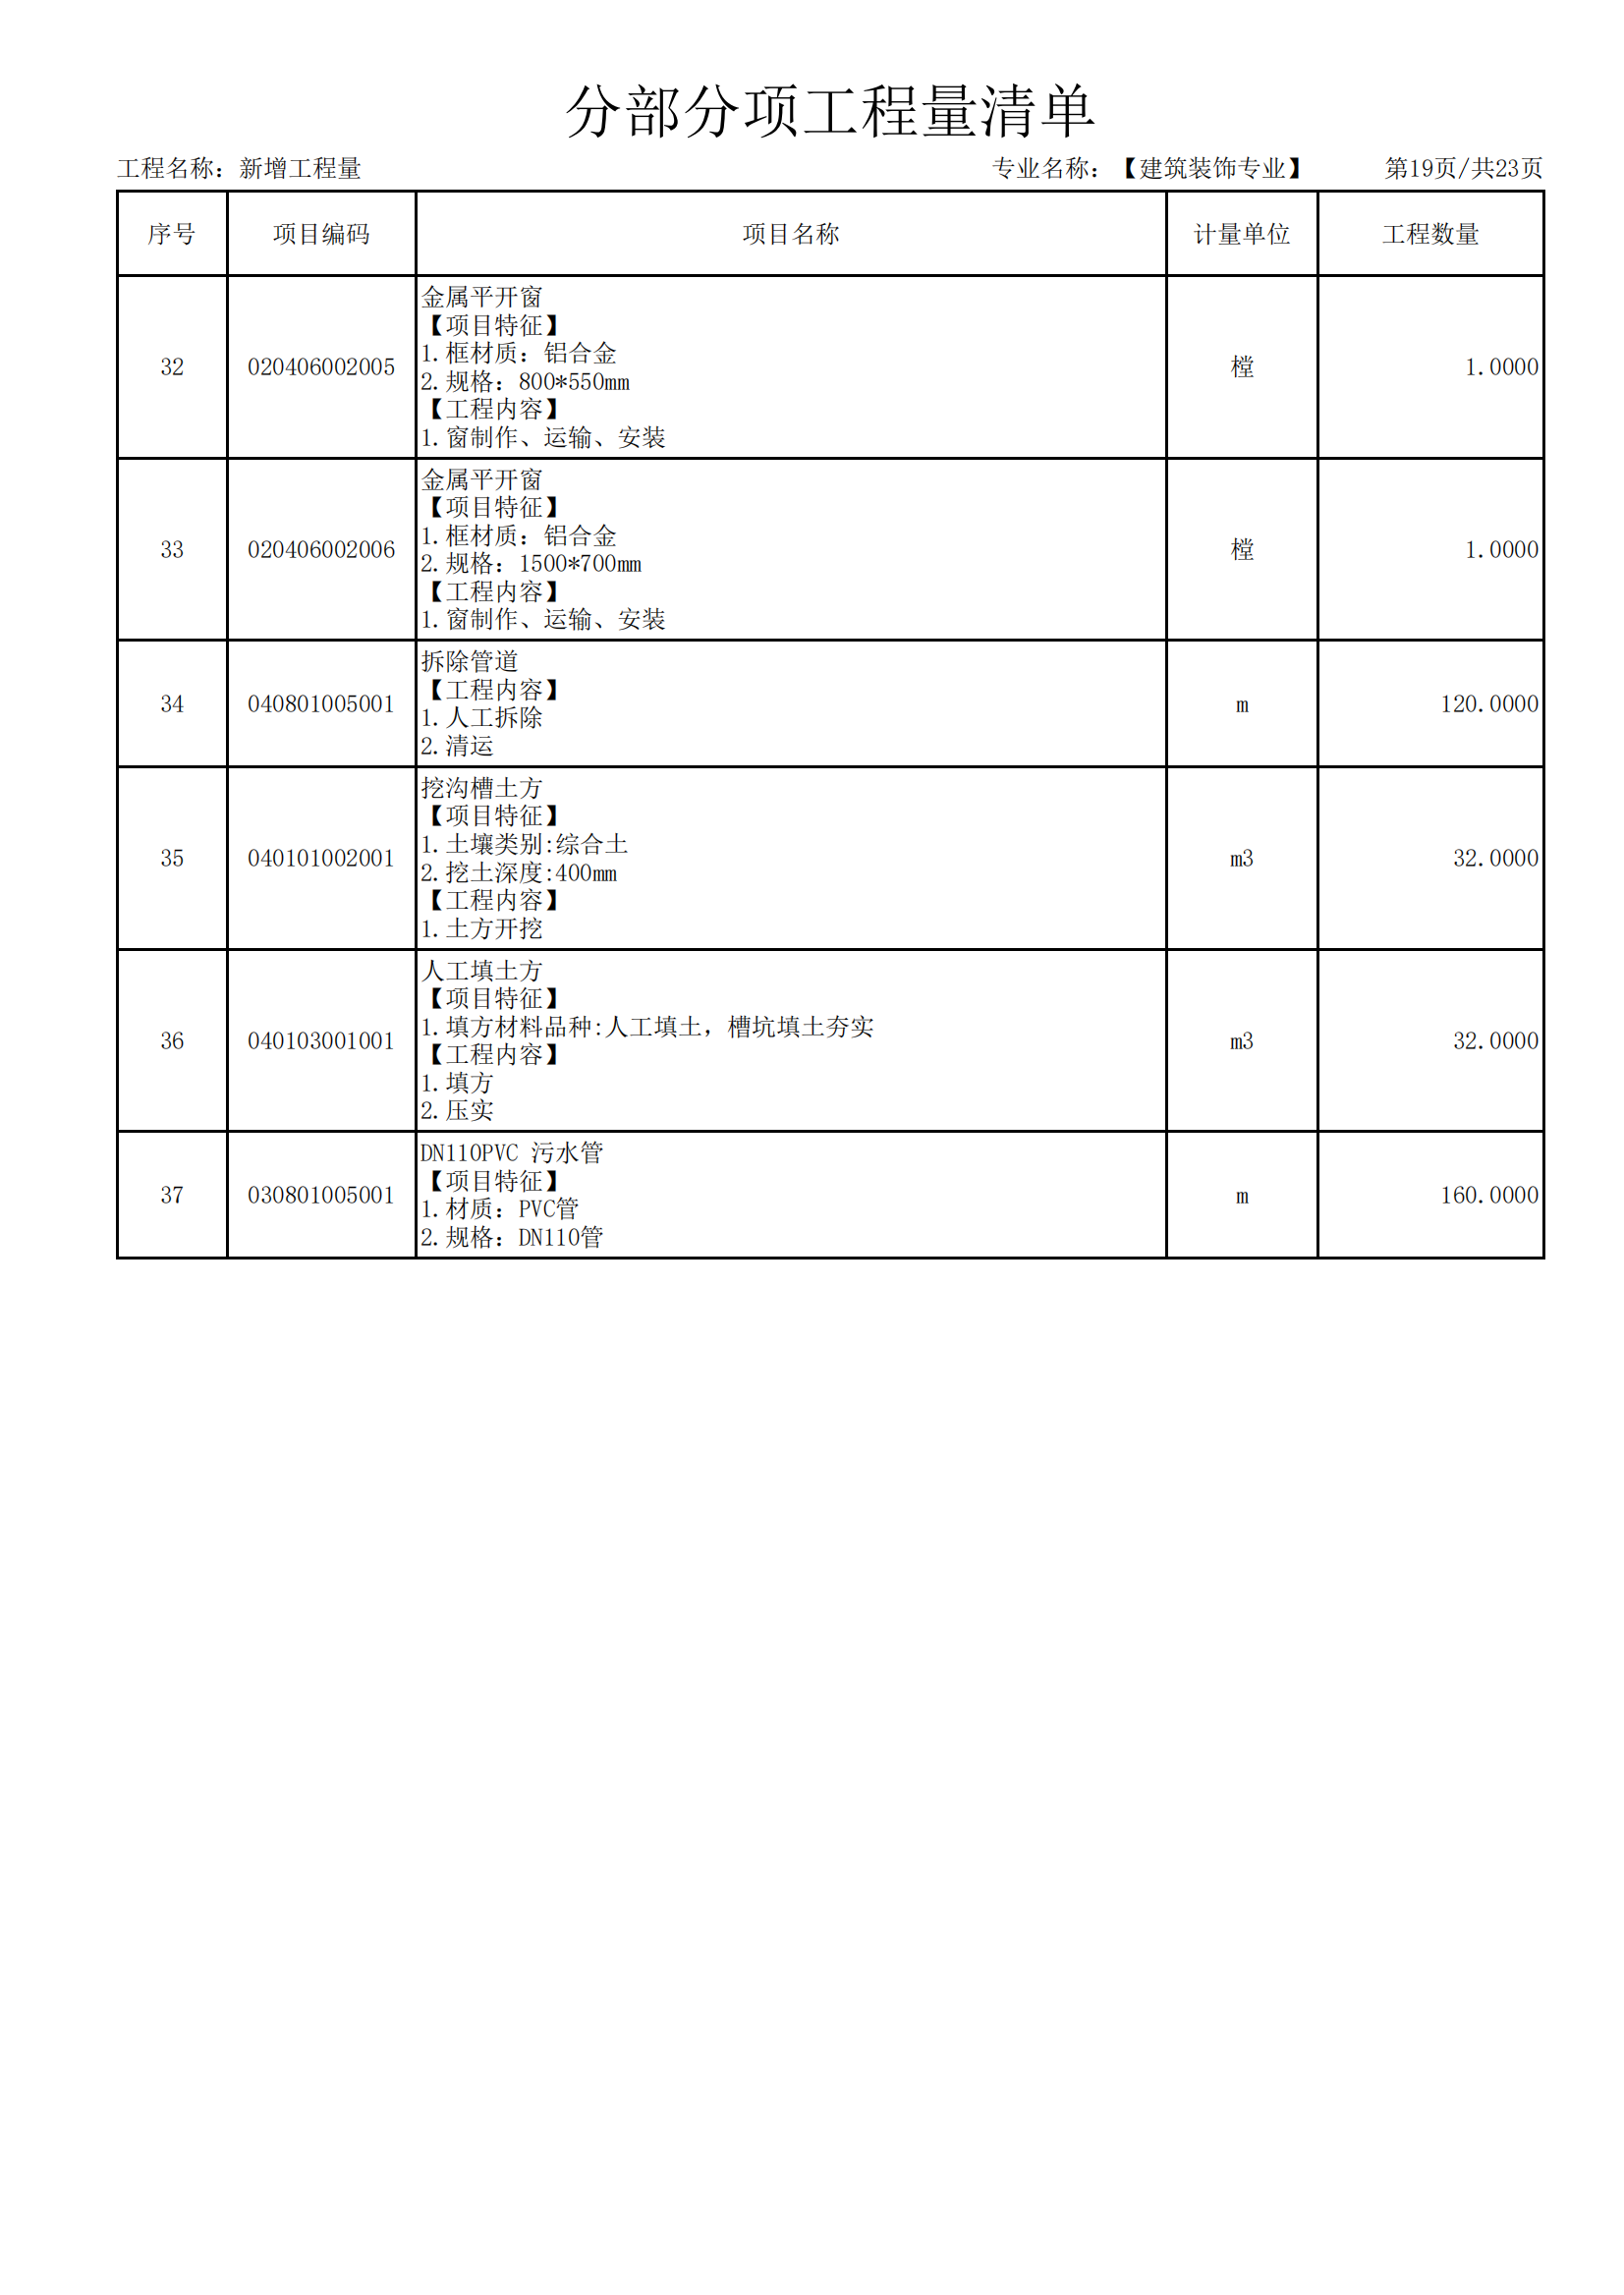 分部分项工程量清单
工程名称：新增工程量 专业名称：【建筑装饰专业】 第19页/共23页
序号 项目编码 项目名称 计量单位 工程数量
金属平开窗
【项目特征】
1.框材质：铝合金
32 020406002005 樘 1.0000
2.规格：800*550mm
【工程内容】
1.窗制作、运输、安装
金属平开窗
【项目特征】
1.框材质：铝合金
33 020406002006 樘 1.0000
2.规格：1500*700mm
【工程内容】
1.窗制作、运输、安装
拆除管道
【工程内容】
34 040801005001 m 120.0000
1.人工拆除
2.清运
挖沟槽土方
【项目特征】
1.土壤类别:综合土
35 040101002001 m3 32.0000
2.挖土深度:400mm
【工程内容】
1.土方开挖
人工填土方
【项目特征】
1.填方材料品种:人工填土，槽坑填土夯实
36 040103001001 m3 32.0000
【工程内容】
1.填方
2.压实
DN110PVC 污水管
【项目特征】
37 030801005001 m 160.0000
1.材质：PVC管
2.规格：DN110管